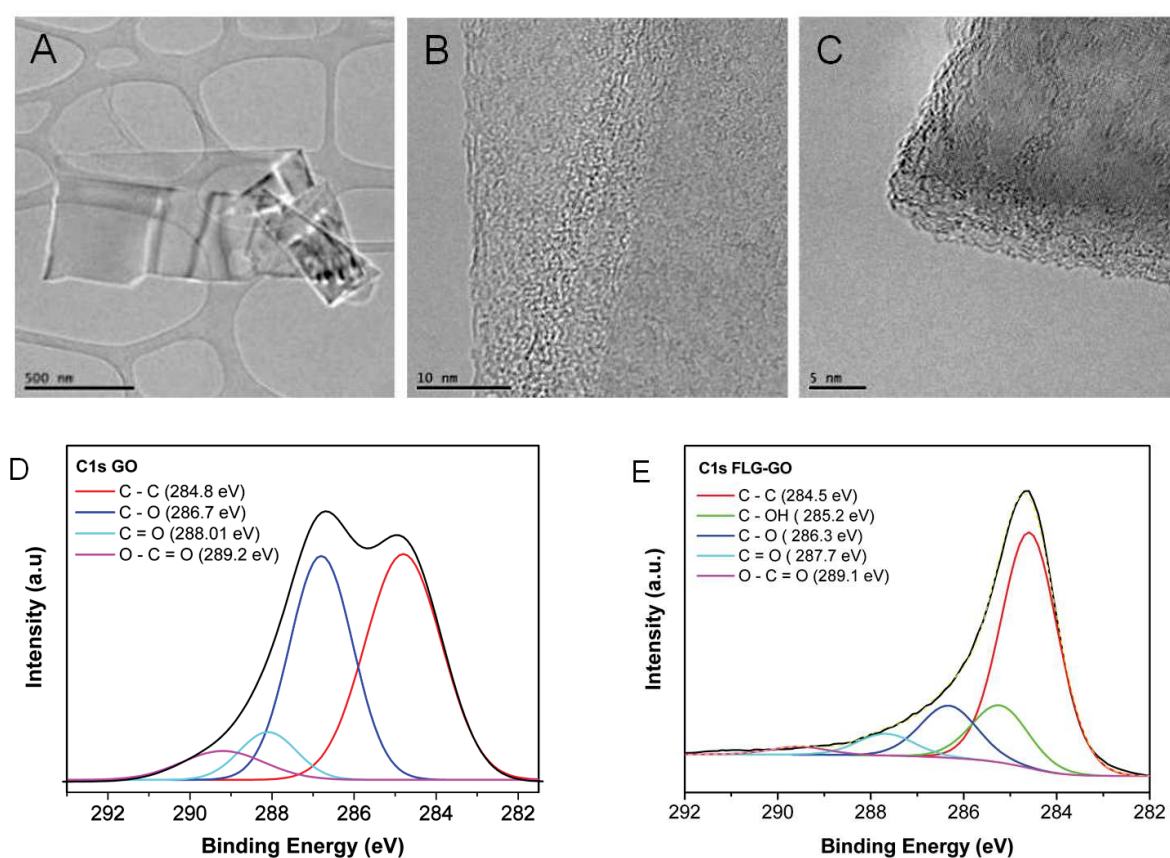 A
500 nm
B
10 nm
C
5 nm
D
C1s GO
C - C (284.8 eV)
C - O (286.7 eV)
C = O (288.01 eV)
O - C = O (289.2 eV)
Intensity (a.u)
292 290 288 286 284 282
Binding Energy (eV)
E
C1s FLG-GO
C - C (284.5 eV)
C - OH ( 285.2 eV)
C - O ( 286.3 eV)
C = O ( 287.7 eV)
O - C = O (289.1 eV)
Intensity (a.u.)
292 290 288 286 284 282
Binding Energy (eV)